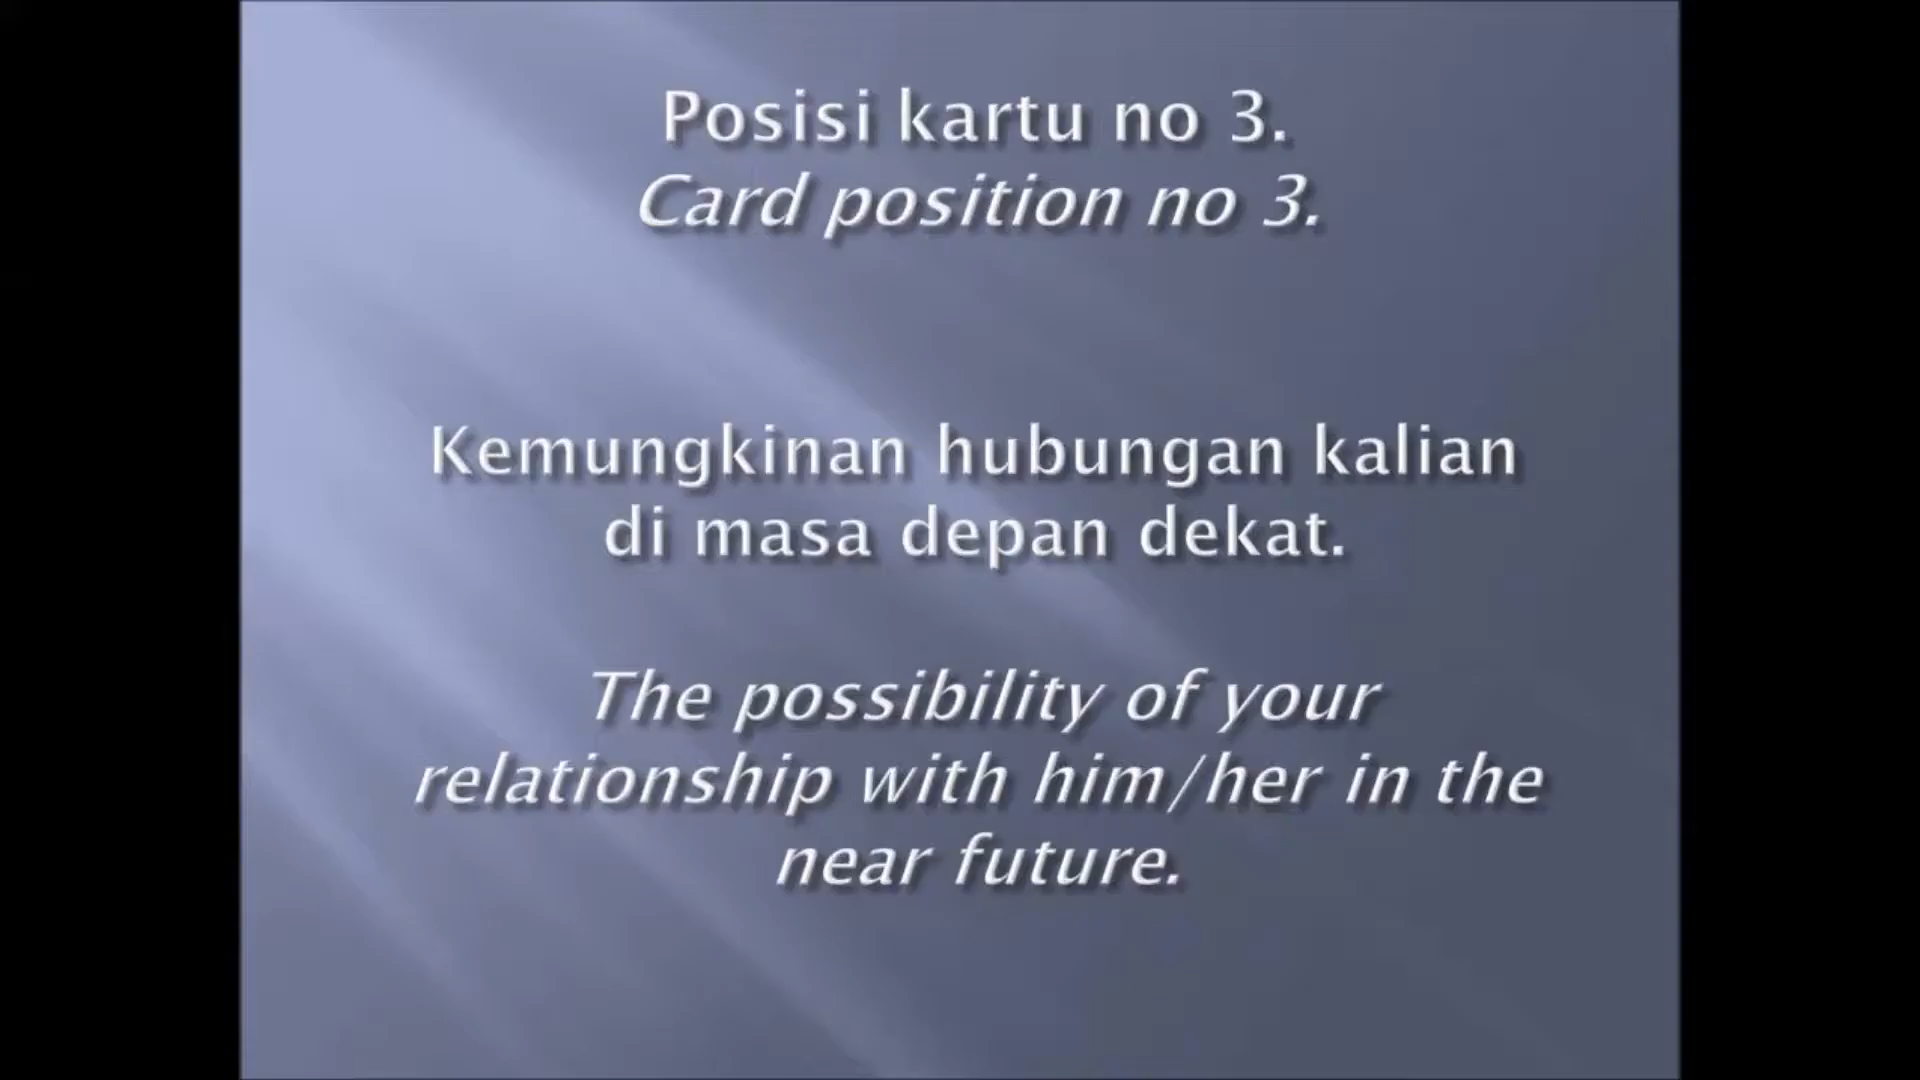 Posisi kartu no 3.
Card position no 3.
Kemungkinan hubungan kalian
di masa depan dekat.
The possibility of your
relationship with him/her in the
near future.